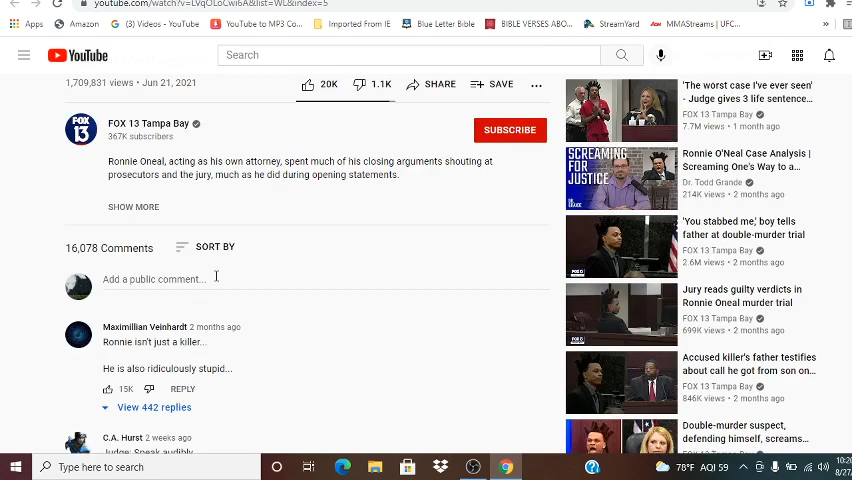 youtube.com/watch?v=LVqOLoCwi6A&list=WL&index=5
Apps
Amazon
(3) Videos - YouTube
YouTube to MP3 Co...
Imported From IE
Blue Letter Bible
BIBLE VERSES ABO...
StreamYard
MMAStreams | UFC...
»
YouTube
Search
1,709,831 views • Jun 21, 2021
20K
1.1K
SHARE
SAVE
...
FOX 13
FOX 13 Tampa Bay
367K subscribers
SUBSCRIBE
Ronnie Oneal, acting as his own attorney, spent much of his closing arguments shouting at
prosecutors and the jury, much as he did during opening statements.
SHOW MORE
16,078 Comments
SORT BY
Add a public comment...
Maximillian Veinhardt 2 months ago
Ronnie isn't just a killer...
He is also ridiculously stupid...
15K
REPLY
View 442 replies
C.A. Hurst 2 weeks ago
Judge: Speak audibly
'The worst case I've ever seen'
- Judge gives 3 life sentence...
FOX 13 Tampa Bay
7.7M views • 1 month ago
SCREAMING
FOR
JUSTICE
Ronnie O'Neal Case Analysis |
Screaming One's Way to a...
Dr. Todd Grande
214K views • 2 months ago
'You stabbed me,' boy tells
father at double-murder trial
FOX 13 Tampa Bay
2.6M views • 2 months ago
Jury reads guilty verdicts in
Ronnie Oneal murder trial
FOX 13 Tampa Bay
699K views • 2 months ago
Accused killer's father testifies
about call he got from son on...
FOX 13 Tampa Bay
846K views • 2 months ago
Double-murder suspect,
defending himself, screams...
FOX 13 Tampa Bay
Type here to search
78°F AQI 59
10:20
8/27/